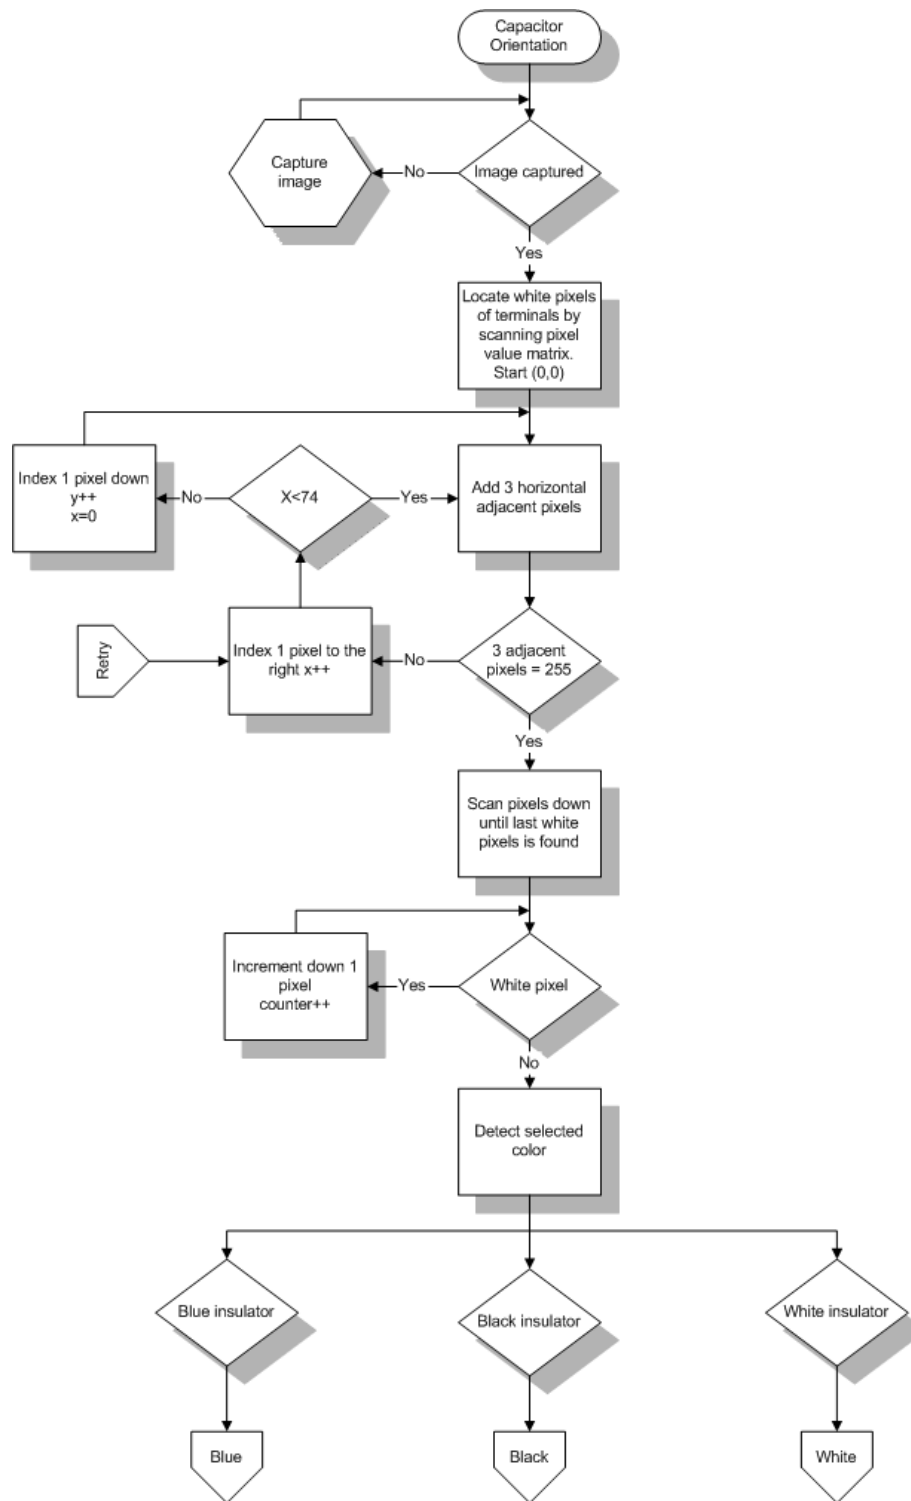 Capacitor
Orientation
Capture
image
No
Image captured
Yes
Locate white pixels
of terminals by
scanning pixel
value matrix.
Start (0,0)
Index 1 pixel down
y++
x=0
No
X<74
Yes
Add 3 horizontal
adjacent pixels
Retry
Index 1 pixel to the
right x++
No
3 adjacent
pixels = 255
Yes
Scan pixels down
until last white
pixels is found
Increment down 1
pixel
counter++
Yes
White pixel
No
Detect selected
color
Blue insulator
Black insulator
White insulator
Blue
Black
White